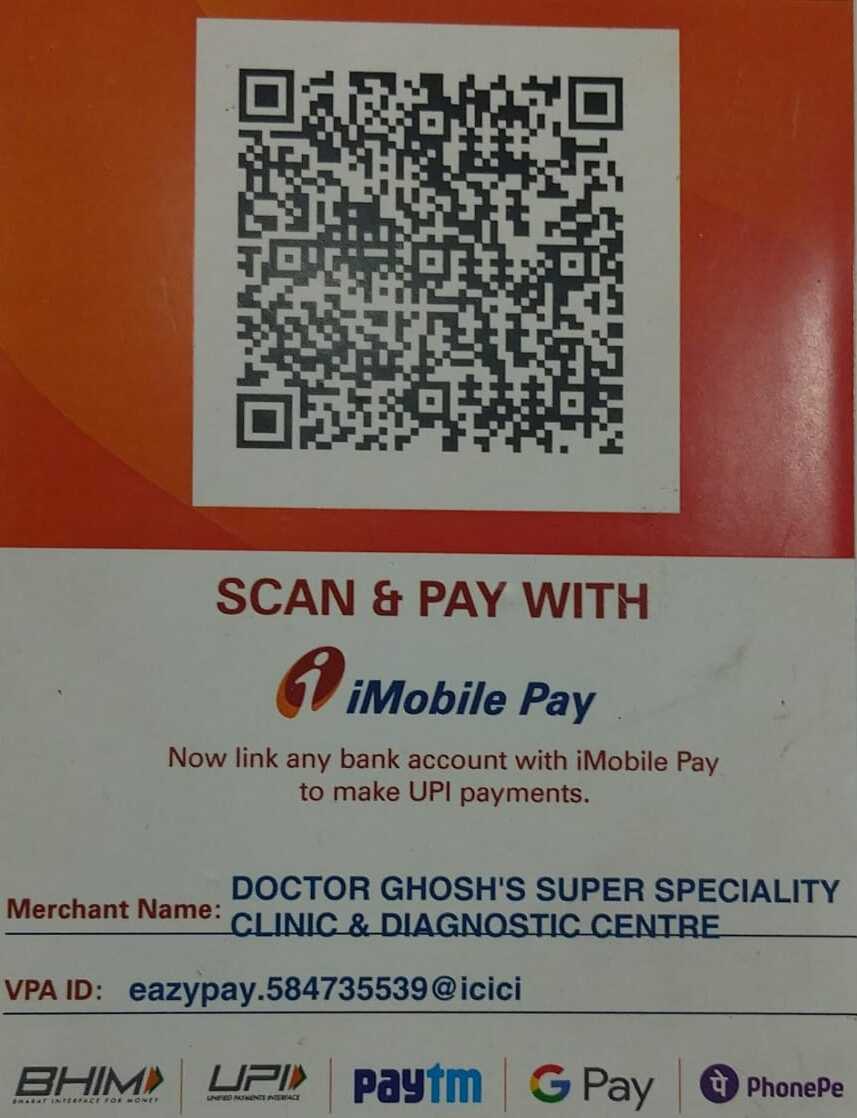 SCAN & PAY WITH
i iMobile Pay
Now link any bank account with iMobile Pay
to make UPI payments.
Merchant Name: DOCTOR GHOSH'S SUPER SPECIALITY
CLINIC & DIAGNOSTIC CENTRE
VPA ID: eazypay.584735539@icici
BHIM UPI paytm G Pay पे PhonePe
BHARAT INTERFACE FOR MONEY UNIFIED PAYMENTS INTERFACE